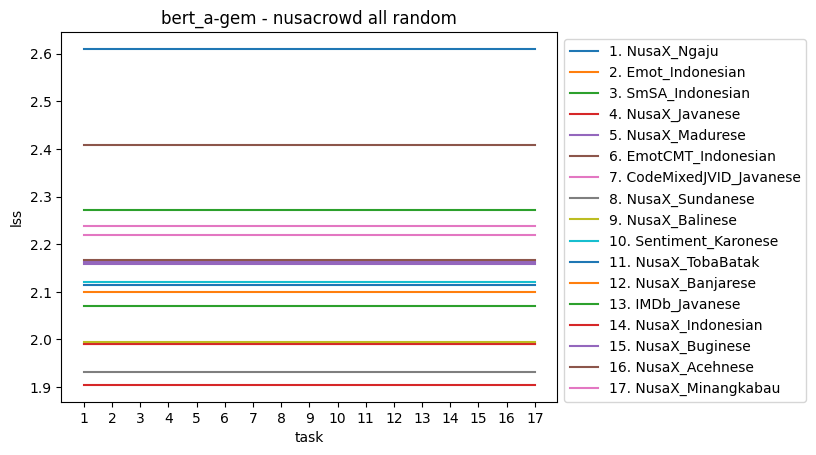 bert_a-gem - nusacrowd all random
lss
2.6
2.5
2.4
2.3
2.2
2.1
2.0
1.9
1 2 3 4 5 6 7 8 9 10 11 12 13 14 15 16 17
task
1. NusaX_Ngaju
2. Emot_Indonesian
3. SmSA_Indonesian
4. NusaX_Javanese
5. NusaX_Madurese
6. EmotCMT_Indonesian
7. CodeMixedJVID_Javanese
8. NusaX_Sundanese
9. NusaX_Balinese
10. Sentiment_Karonese
11. NusaX_TobaBatak
12. NusaX_Banjarese
13. IMDb_Javanese
14. NusaX_Indonesian
15. NusaX_Buginese
16. NusaX_Acehnese
17. NusaX_Minangkabau